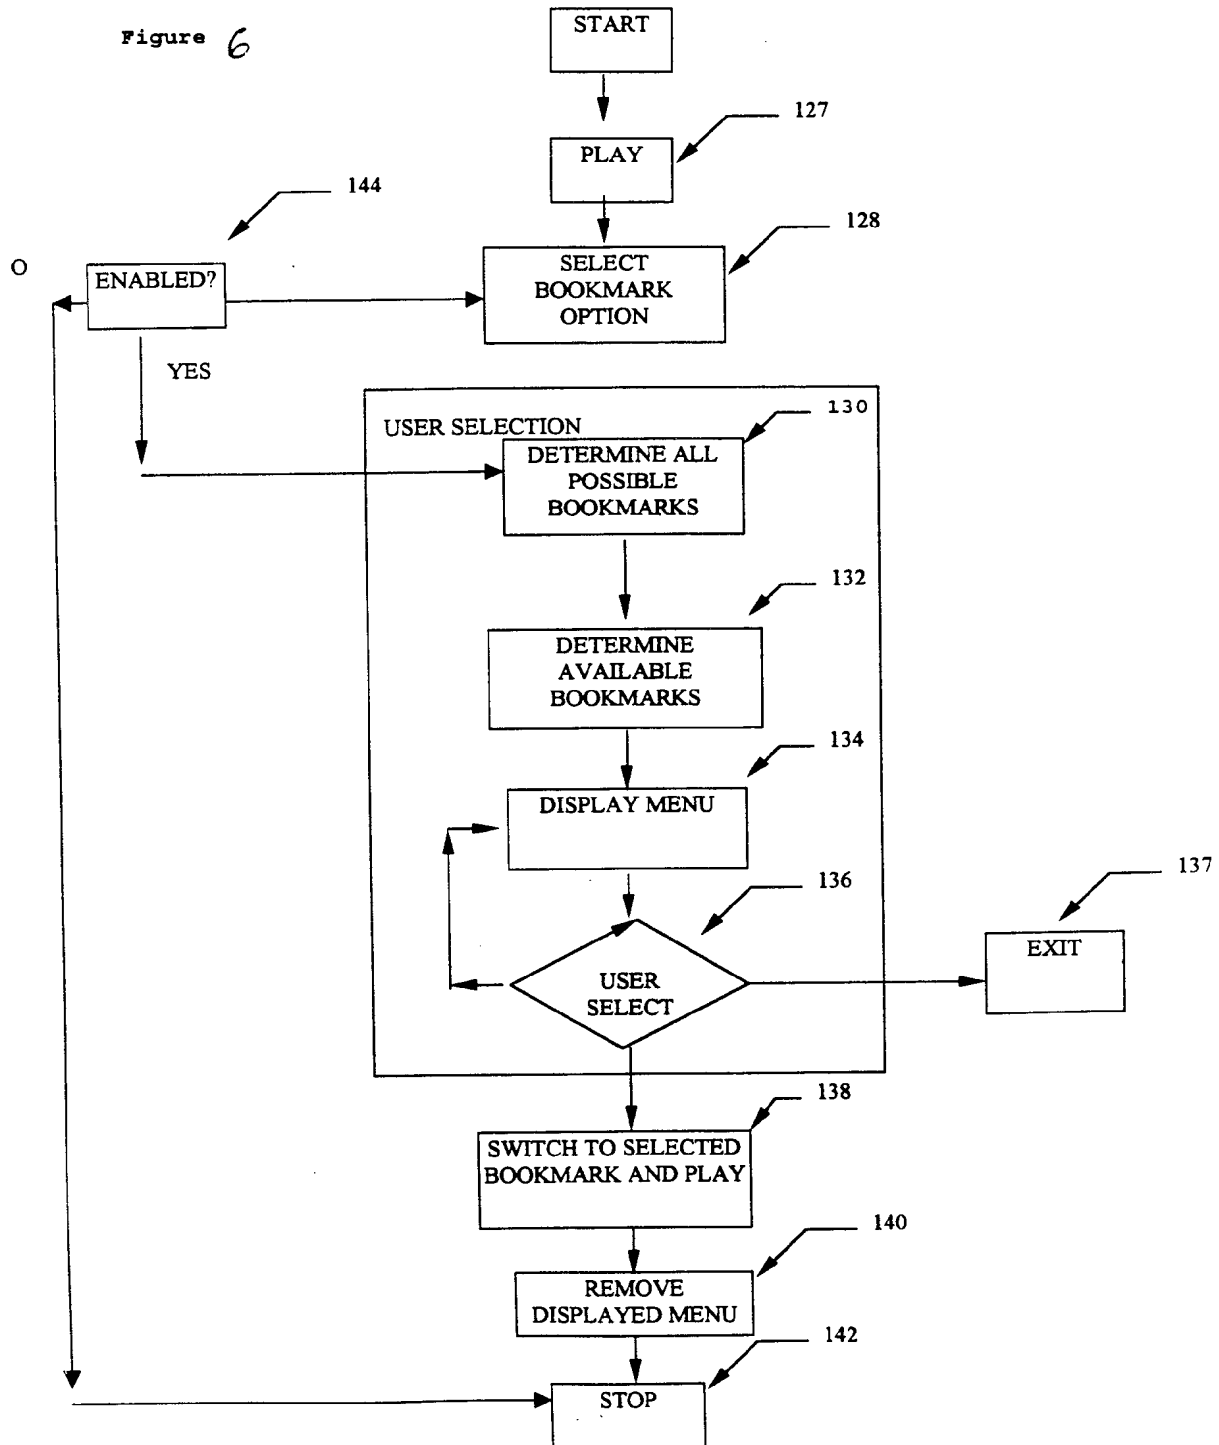 Figure 6
START
127
PLAY
144
128
O
ENABLED?
SELECT
BOOKMARK
OPTION
YES
130
USER SELECTION
DETERMINE ALL
POSSIBLE
BOOKMARKS
132
DETERMINE
AVAILABLE
BOOKMARKS
134
DISPLAY MENU
136
137
EXIT
USER
SELECT
138
SWITCH TO SELECTED
BOOKMARK AND PLAY
140
REMOVE
DISPLAYED MENU
142
STOP